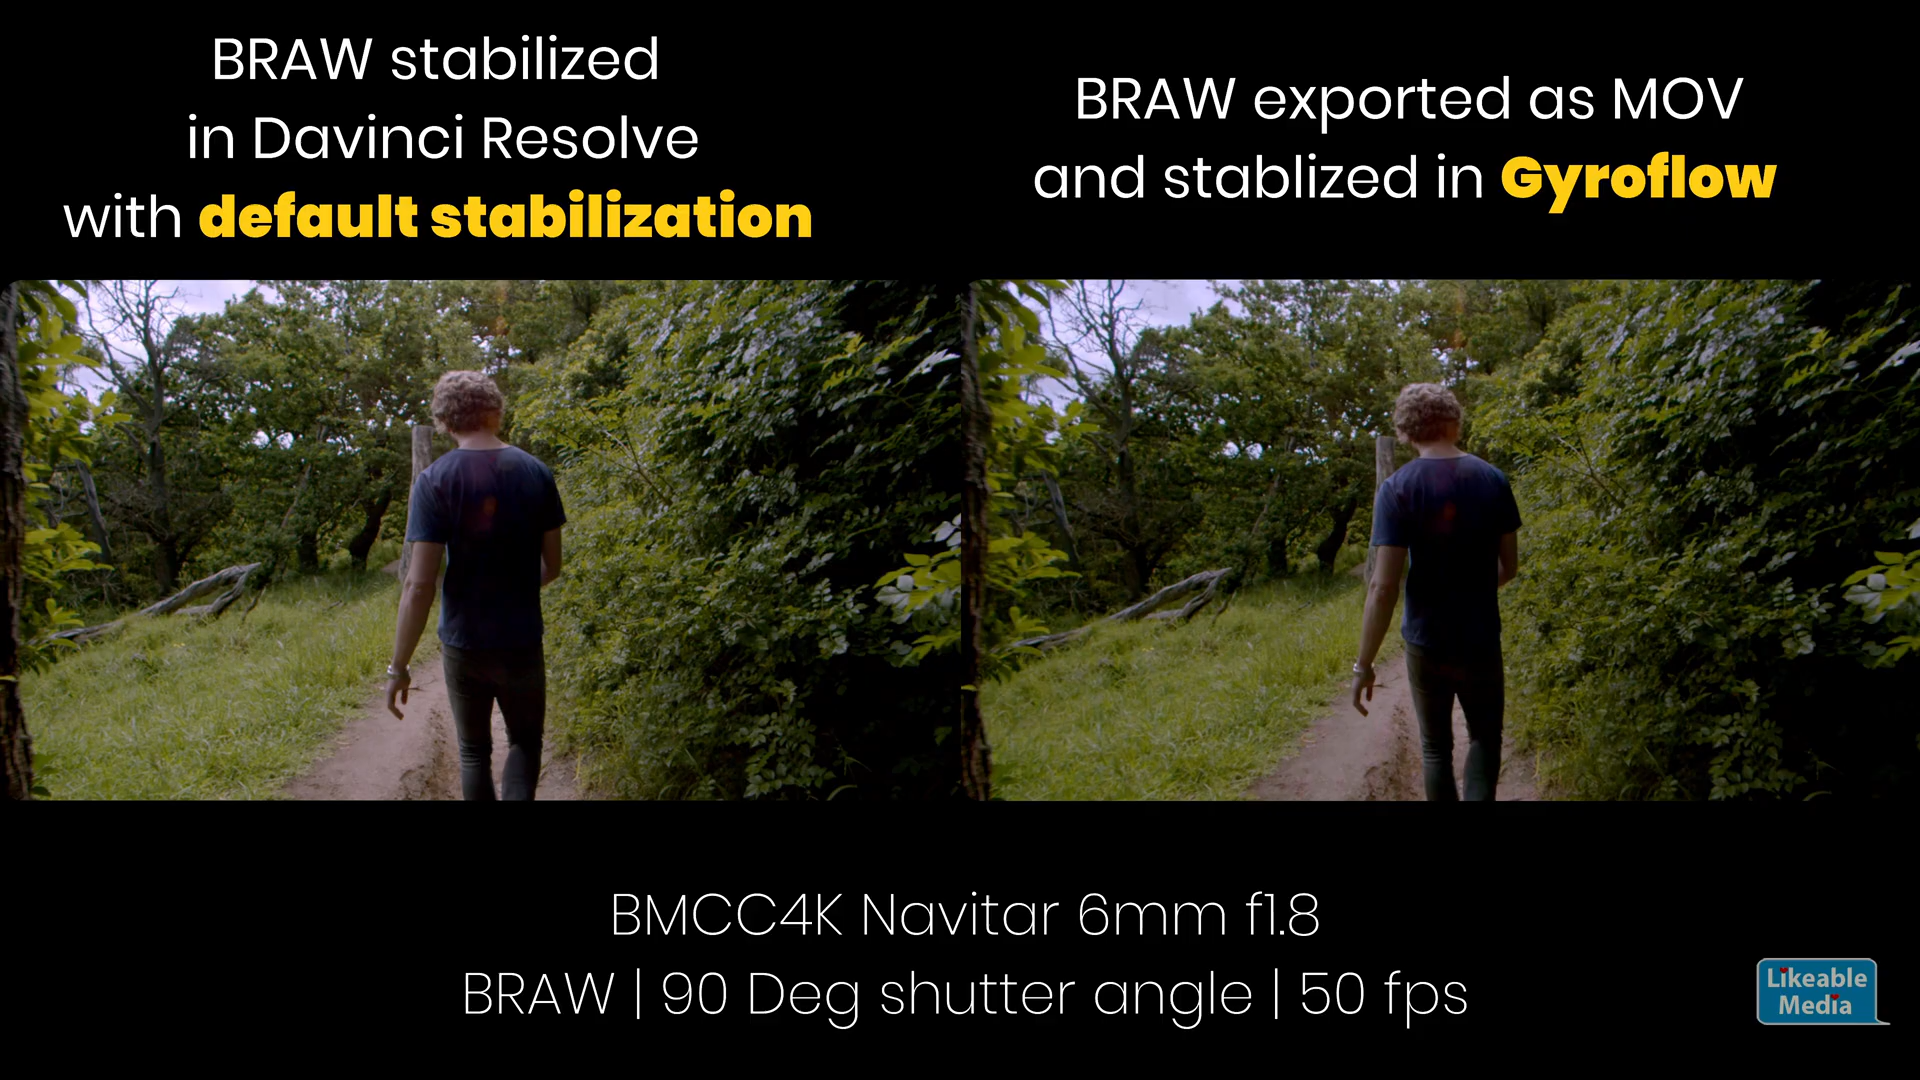 BRAW stabilized
in Davinci Resolve
with default stabilization
BRAW exported as MOV
and stablized in Gyroflow
BMCC4K Navitar 6mm f1.8
BRAW | 90 Deg shutter angle | 50 fps
Likeable
Media